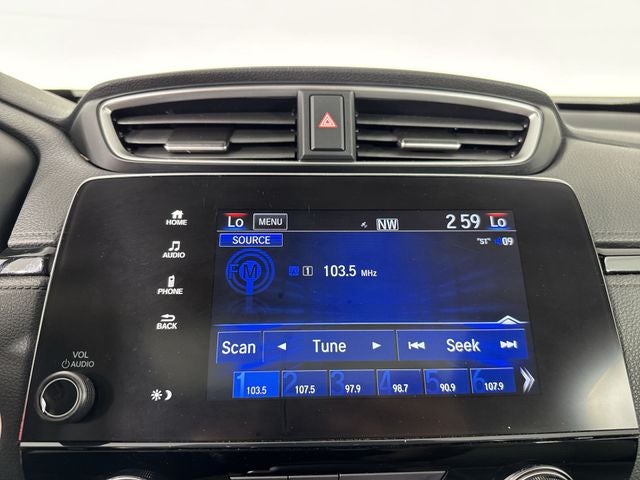 Lo MENU NW 2 59 Lo
SOURCE "ST" 09
FM 1 103.5 MHz
Scan Tune Seek
1 103.5 2 107.5 3 97.9 4 98.7 5 90.9 6 107.9
HOME
AUDIO
PHONE
BACK
VOL
AUDIO